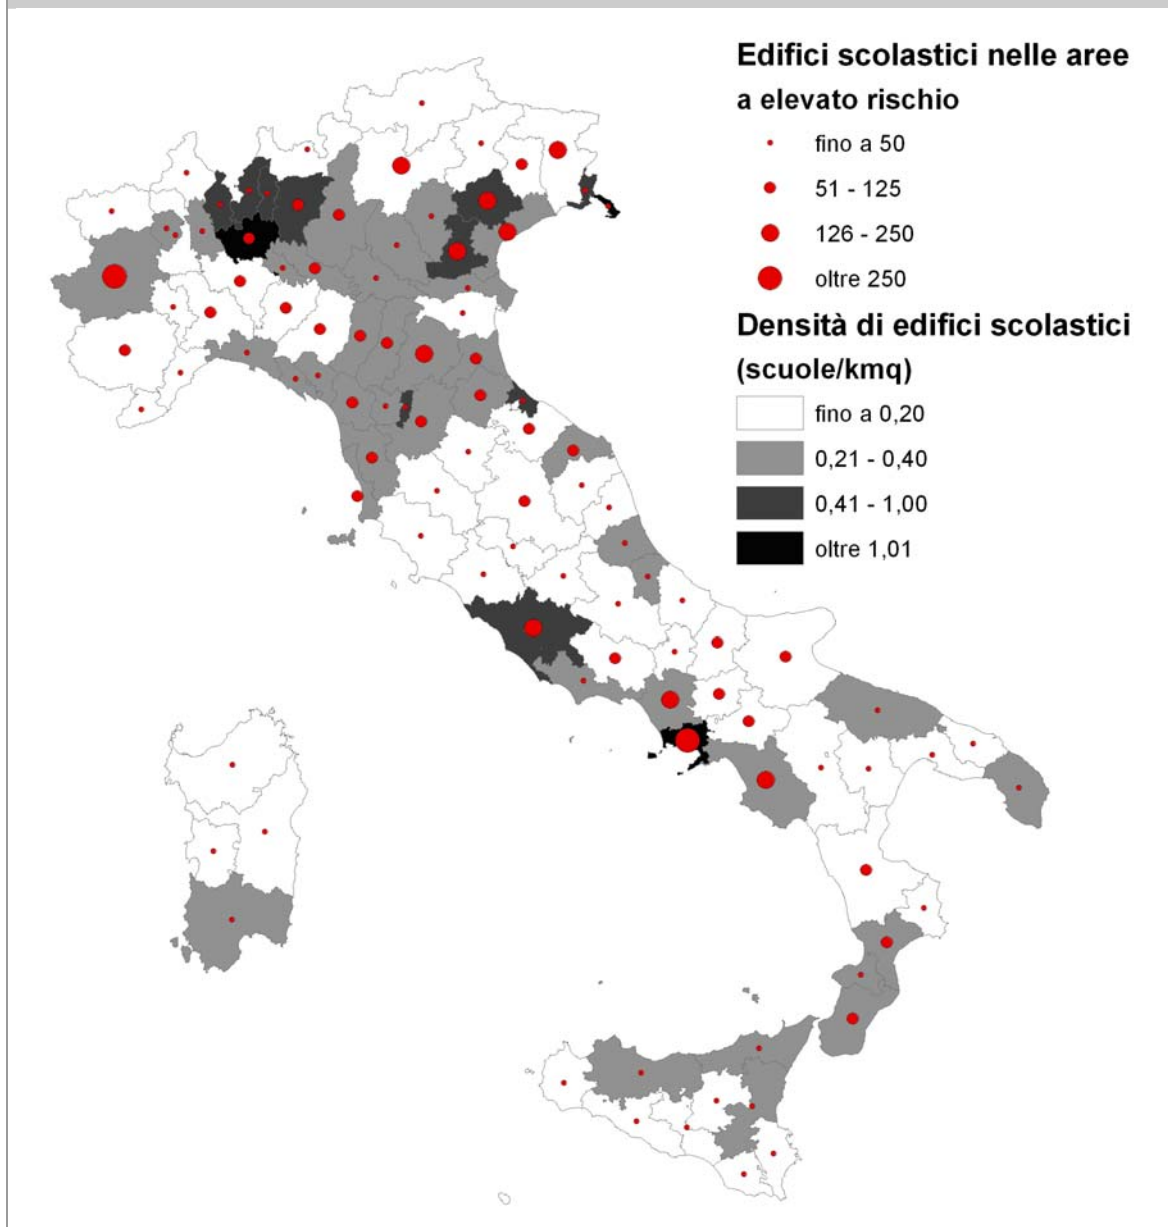 Edifici scolastici nelle aree
a elevato rischio
fino a 50
51 - 125
126 - 250
oltre 250
Densità di edifici scolastici
(scuole/kmq)
fino a 0,20
0,21 - 0,40
0,41 - 1,00
oltre 1,01